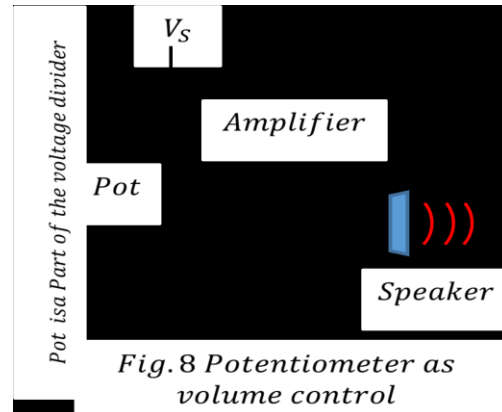 Pot isa Part of the voltage divider
V_S
Amplifier
Pot
Speaker
Fig. 8 Potentiometer as
volume control